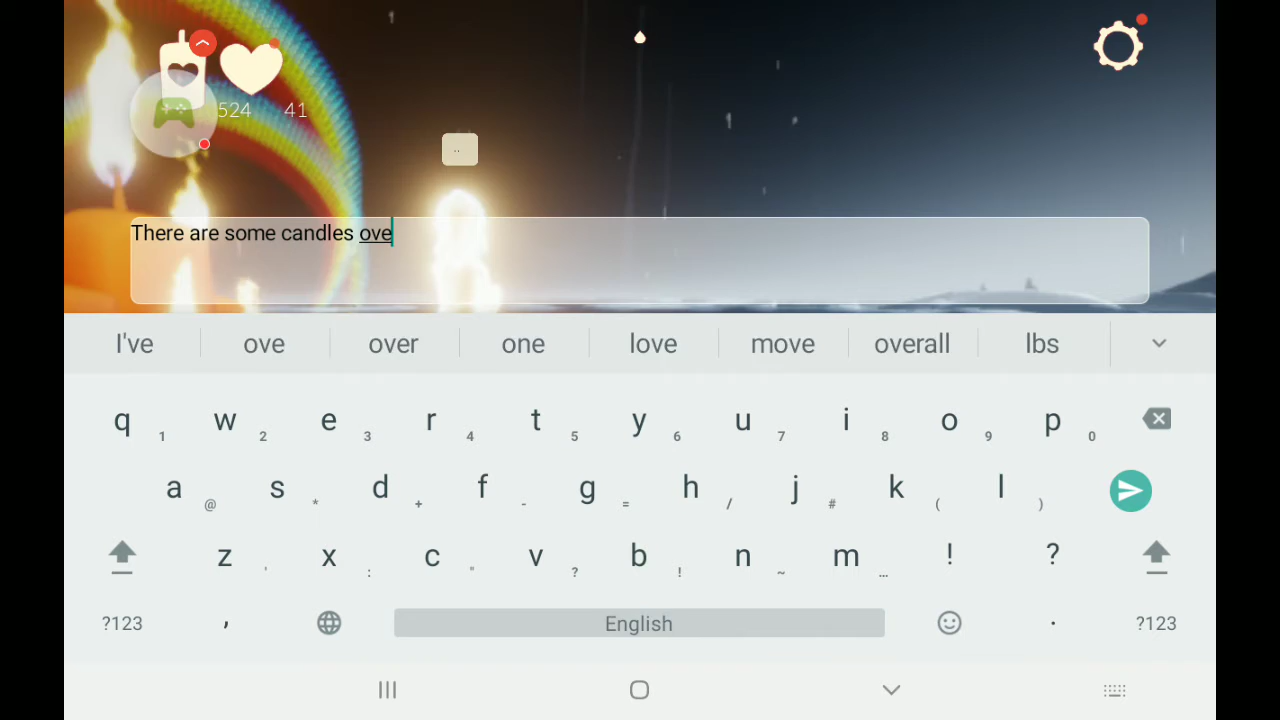 524 41
..
There are some candles ove
I've ove over one love move overall lbs
q 1 w 2 e 3 r 4 t 5 y 6 u 7 i 8 o 9 p 0
a @ s * d + f - g = h / j # k ( l )
z ' x : c " v ? b ! n ~ m … ! ?
?123 , English . ?123